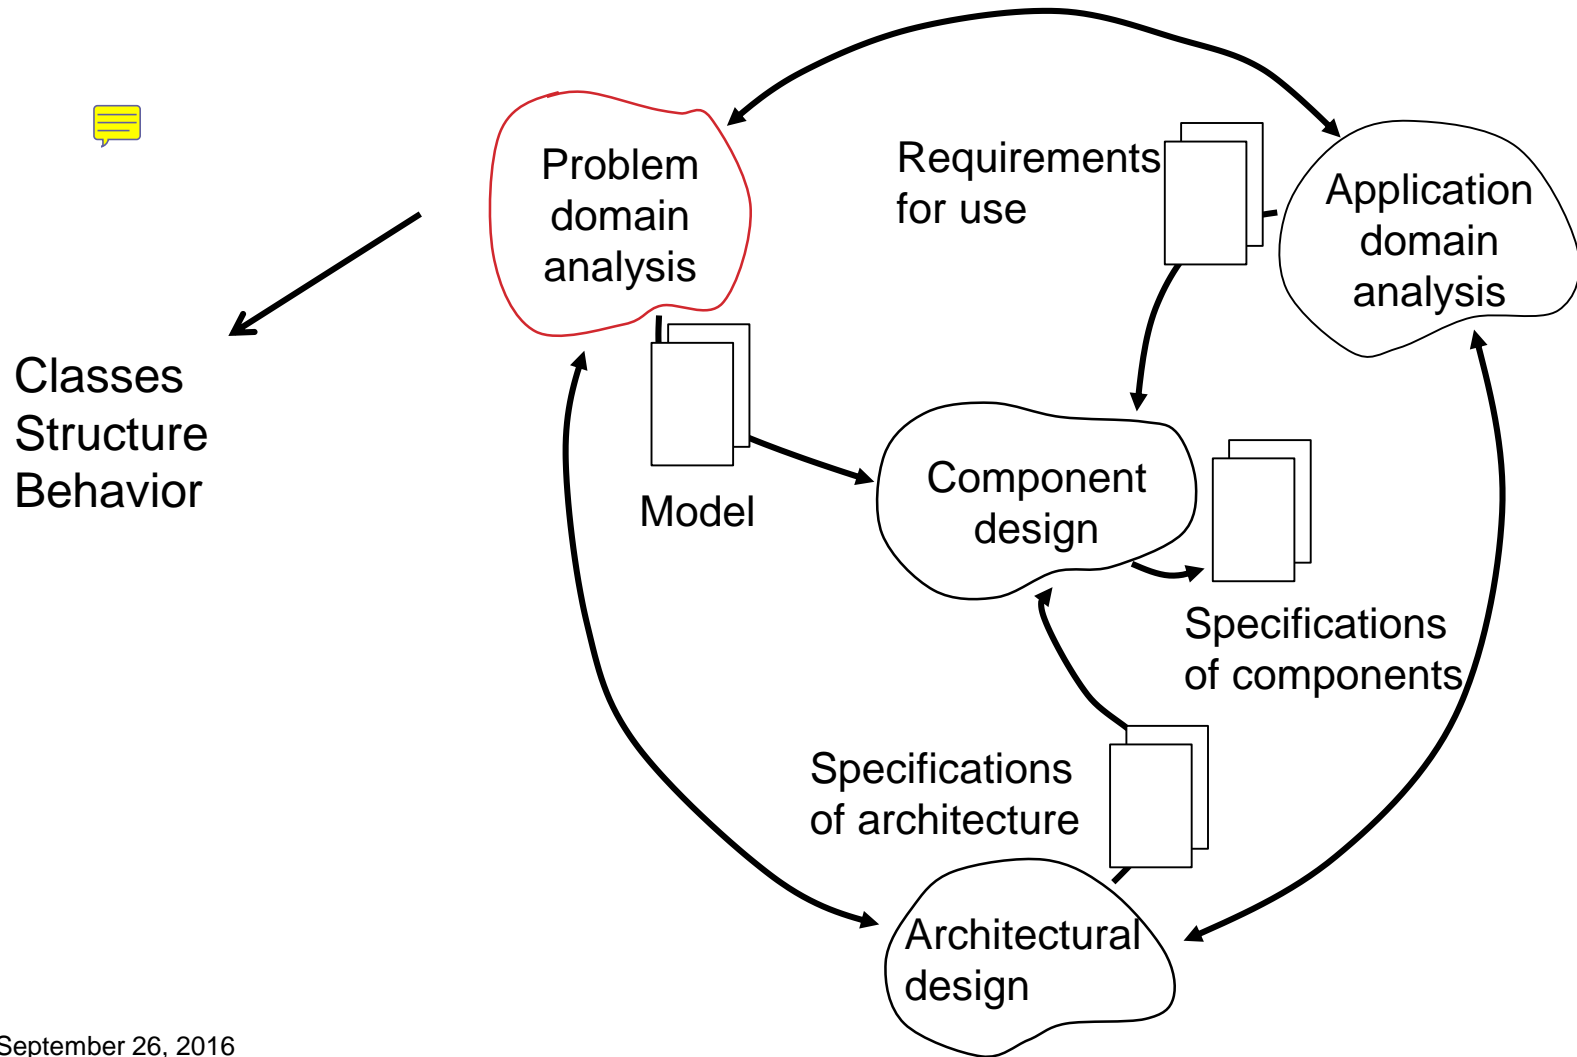 Problem
domain
analysis
Requirements
for use
Application
domain
analysis
Classes
Structure
Behavior
Model
Component
design
Specifications
of components
Specifications
of architecture
Architectural
design
September 26, 2016